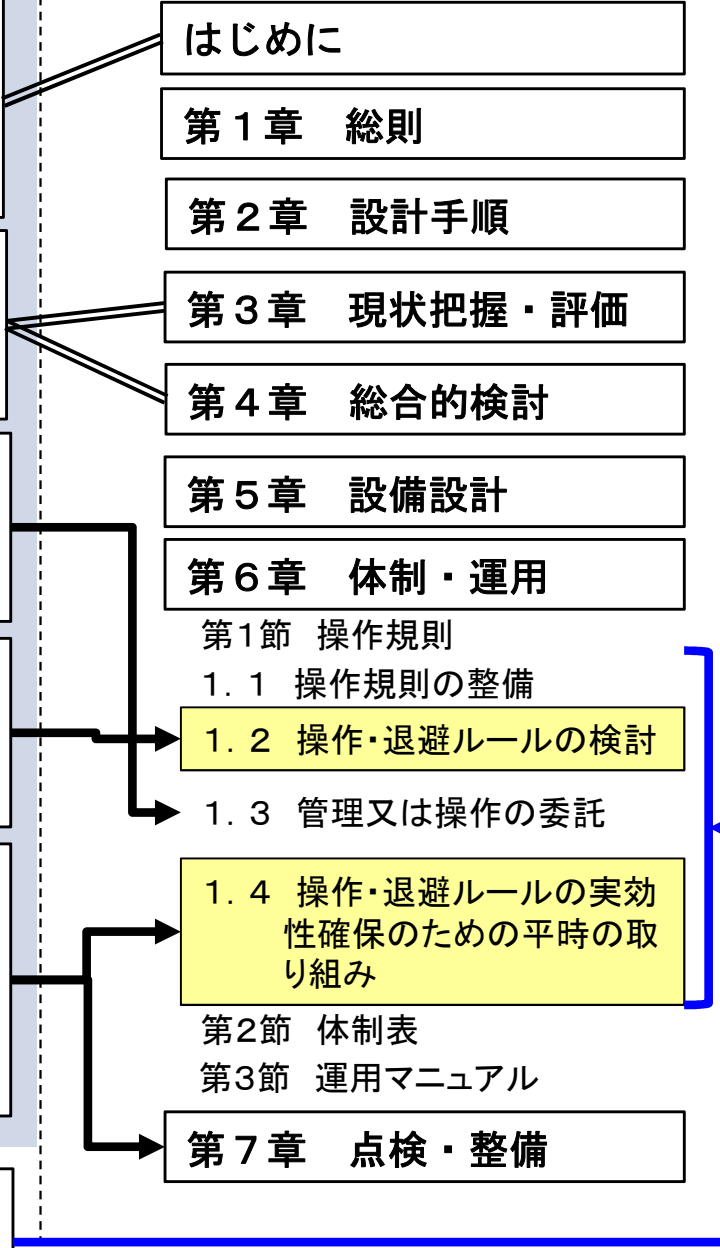 はじめに
第１章　総則
第２章　設計手順
第３章　現状把握・評価
第４章　総合的検討
第５章　設備設計
第６章　体制・運用
第1節　操作規則
1．1　操作規則の整備
1．2　操作・退避ルールの検討
1．3　管理又は操作の委託
1．4　操作・退避ルールの実効
性確保のための平時の取
り組み
第2節　体制表
第3節　運用マニュアル
第７章　点検・整備